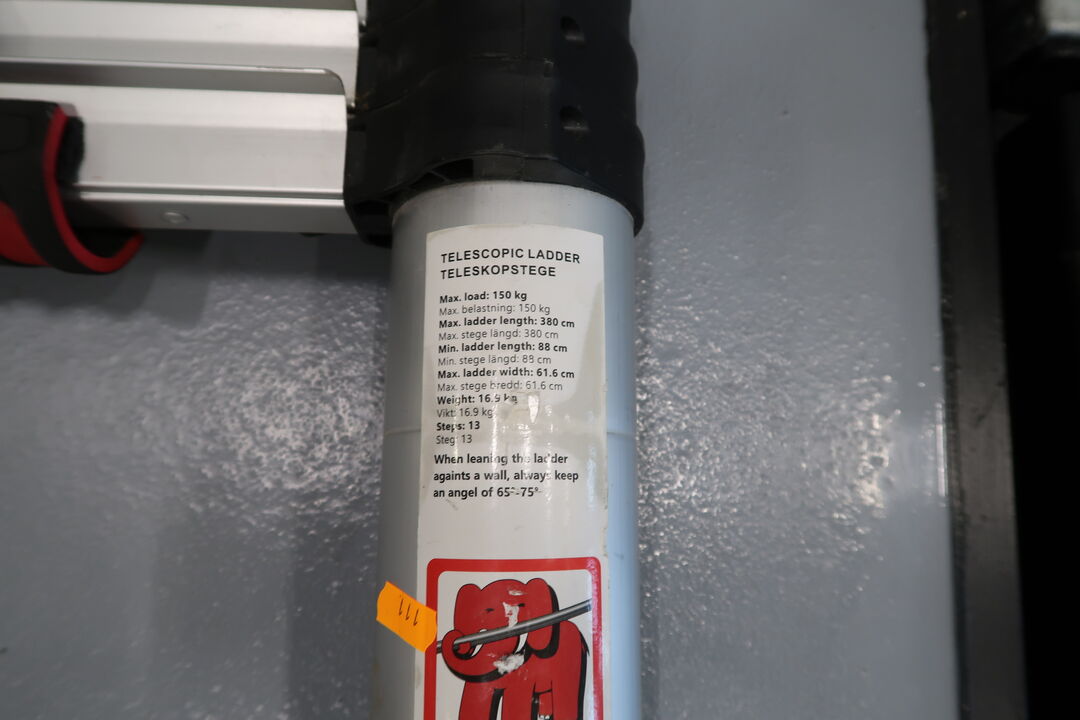 TELESCOPIC LADDER
TELESKOPSTEGE
Max. load: 150 kg
Max. belastning: 150 kg
Max. ladder length: 380 cm
Max. stege längd: 380 cm
Min. ladder length: 88 cm
Min. stege längd: 88 cm
Max. ladder width: 61.6 cm
Max. stege bredd: 61.6 cm
Weight: 16.9 kg
Vikt: 16.9 kg
Steps: 13
Steg: 13
When leaning the ladder
againts a wall, always keep
an angel of 65°-75°
111